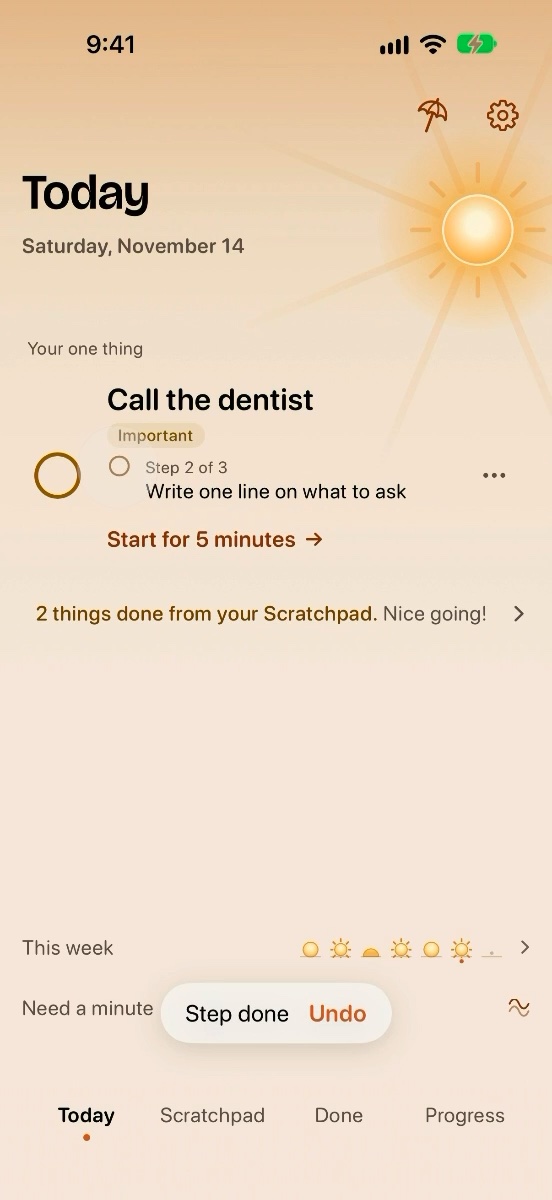 9:41
Today
Saturday, November 14
Your one thing
Call the dentist
Important
Step 2 of 3
Write one line on what to ask
Start for 5 minutes →
2 things done from your Scratchpad. Nice going!
This week
Need a minute
Step done Undo
Today Scratchpad Done Progress